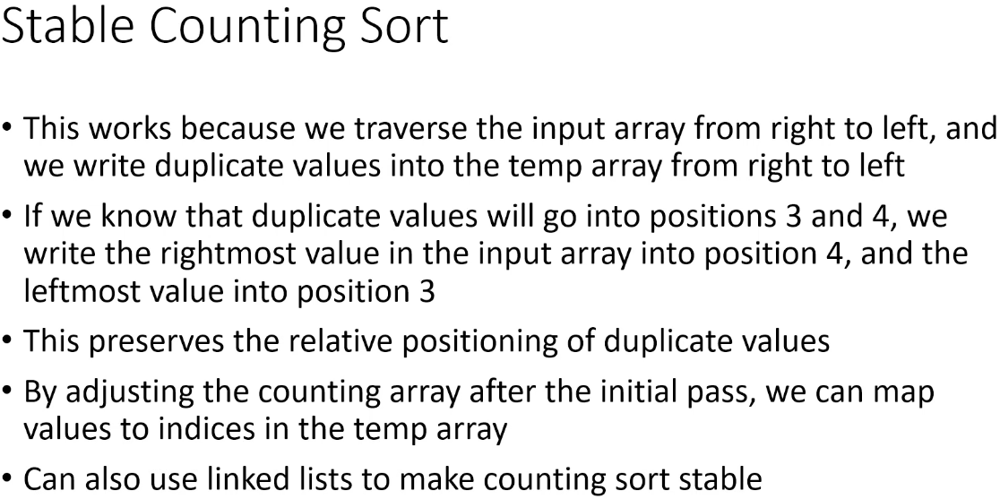 Stable Counting Sort
• This works because we traverse the input array from right to left, and
we write duplicate values into the temp array from right to left
• If we know that duplicate values will go into positions 3 and 4, we
write the rightmost value in the input array into position 4, and the
leftmost value into position 3
• This preserves the relative positioning of duplicate values
• By adjusting the counting array after the initial pass, we can map
values to indices in the temp array
• Can also use linked lists to make counting sort stable